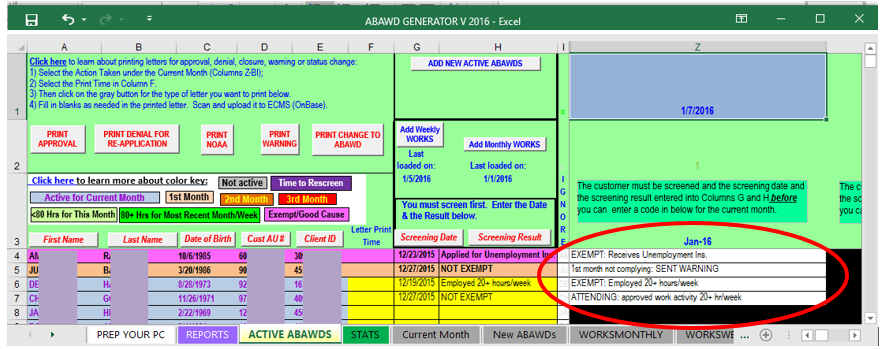 ABAWD GENERATOR V 2016 - Excel
A B C D E F G H I Z
Click here to learn about printing letters for approval, denial, closure, warning or status change:
1) Select the Action Taken under the Current Month (Columns Z-BI);
2) Select the Print Time in Column F.
3) Then click on the gray button for the type of letter you want to print below.
4) Fill in blanks as needed in the printed letter. Scan and upload it to ECMS (OnBase).
ADD NEW ACTIVE ABAWDS
1
x
1/7/2016
PRINT APPROVAL
PRINT DENIAL FOR RE-APPLICATION
PRINT NOAA
PRINT WARNING
PRINT CHANGE TO ABAWD
Add Weekly WORKS
Last loaded on:
1/5/2016
Add Monthly WORKS
Last loaded on:
1/1/2016
2
1
Click here to learn more about color key:
Not active
Time to Rescreen
Active for Current Month
1st Month
2nd Month
3rd Month
<80 Hrs for This Month
80+ Hrs for Most Recent Month/Week
Exempt/Good Cause
You must screen first. Enter the Date & the Result below.
I
G
N
O
R
E
The customer must be screened and the screening date and
the screening result entered into Columns G and H before
you can enter a code in below for the current month.
The c
the sc
you ca
3
First Name
Last Name
Date of Birth
Cust AU #
Client ID
Letter Print Time
Screening Date
Screening Result
Jan-16
4 AM RA 10/6/1985 60 30 12/23/2015 Applied for Unemployment Ins. EXEMPT: Receives Unemployment Ins.
5 JU BA 3/20/1986 90 45 12/27/2015 NOT EXEMPT 1st month not complying: SENT WARNING
6 DE HA 8/28/1973 92 16 12/19/2015 Employed 20+ hours/week EXEMPT: Employed 20+ hours/week
7 CH GO 11/26/1971 97 40 12/27/2015 NOT EXEMPT ATTENDING: approved work activity 20+ hr/week
8 JA HI 2/22/1969 12 45
PREP YOUR PC REPORTS ACTIVE ABAWDS STATS Current Month New ABAWDs WORKSMONTHLY WORKSWE ...